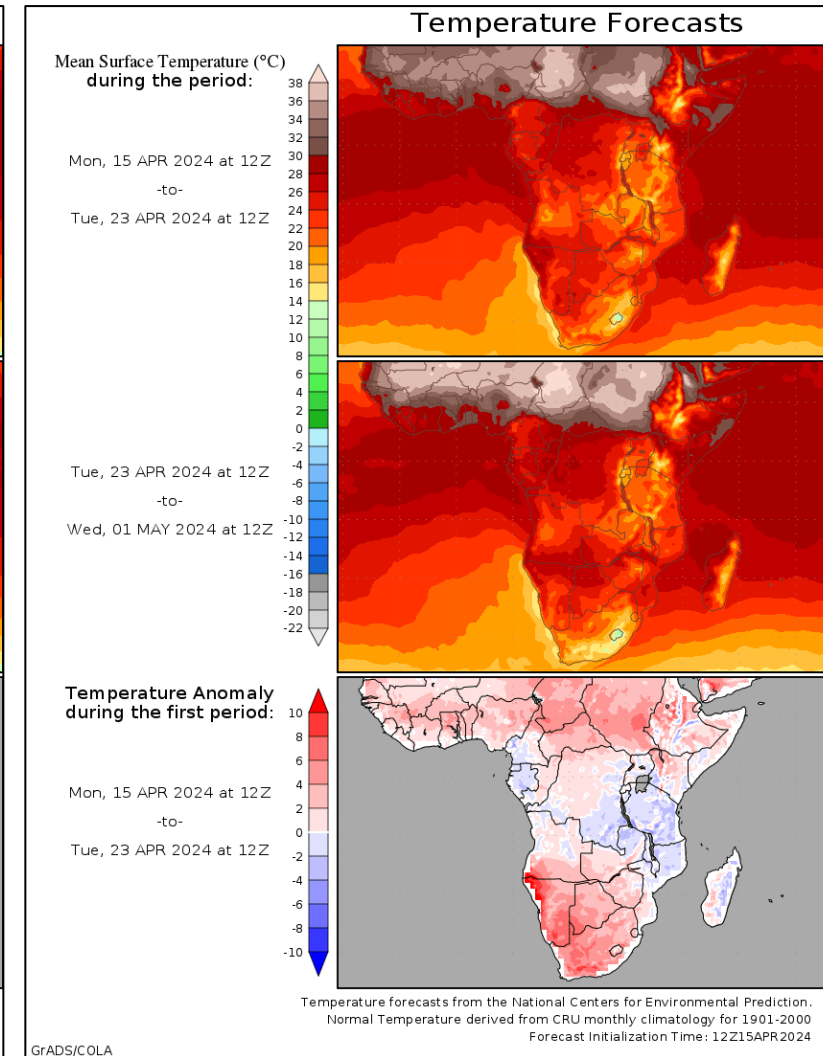 Temperature Forecasts
Mean Surface Temperature (°C)
during the period:
38
36
34
32
30
28
26
24
22
20
18
16
14
12
10
8
6
4
2
0
-2
-4
-6
-8
-10
-12
-14
-16
-18
-20
-22
Mon, 15 APR 2024 at 12Z
-to-
Tue, 23 APR 2024 at 12Z
Tue, 23 APR 2024 at 12Z
-to-
Wed, 01 MAY 2024 at 12Z
Temperature Anomaly
during the first period:
10
8
6
4
2
0
-2
-4
-6
-8
-10
Mon, 15 APR 2024 at 12Z
-to-
Tue, 23 APR 2024 at 12Z
Temperature forecasts from the National Centers for Environmental Prediction.
Normal Temperature derived from CRU monthly climatology for 1901-2000
Forecast Initialization Time: 12Z15APR2024
GrADS/COLA